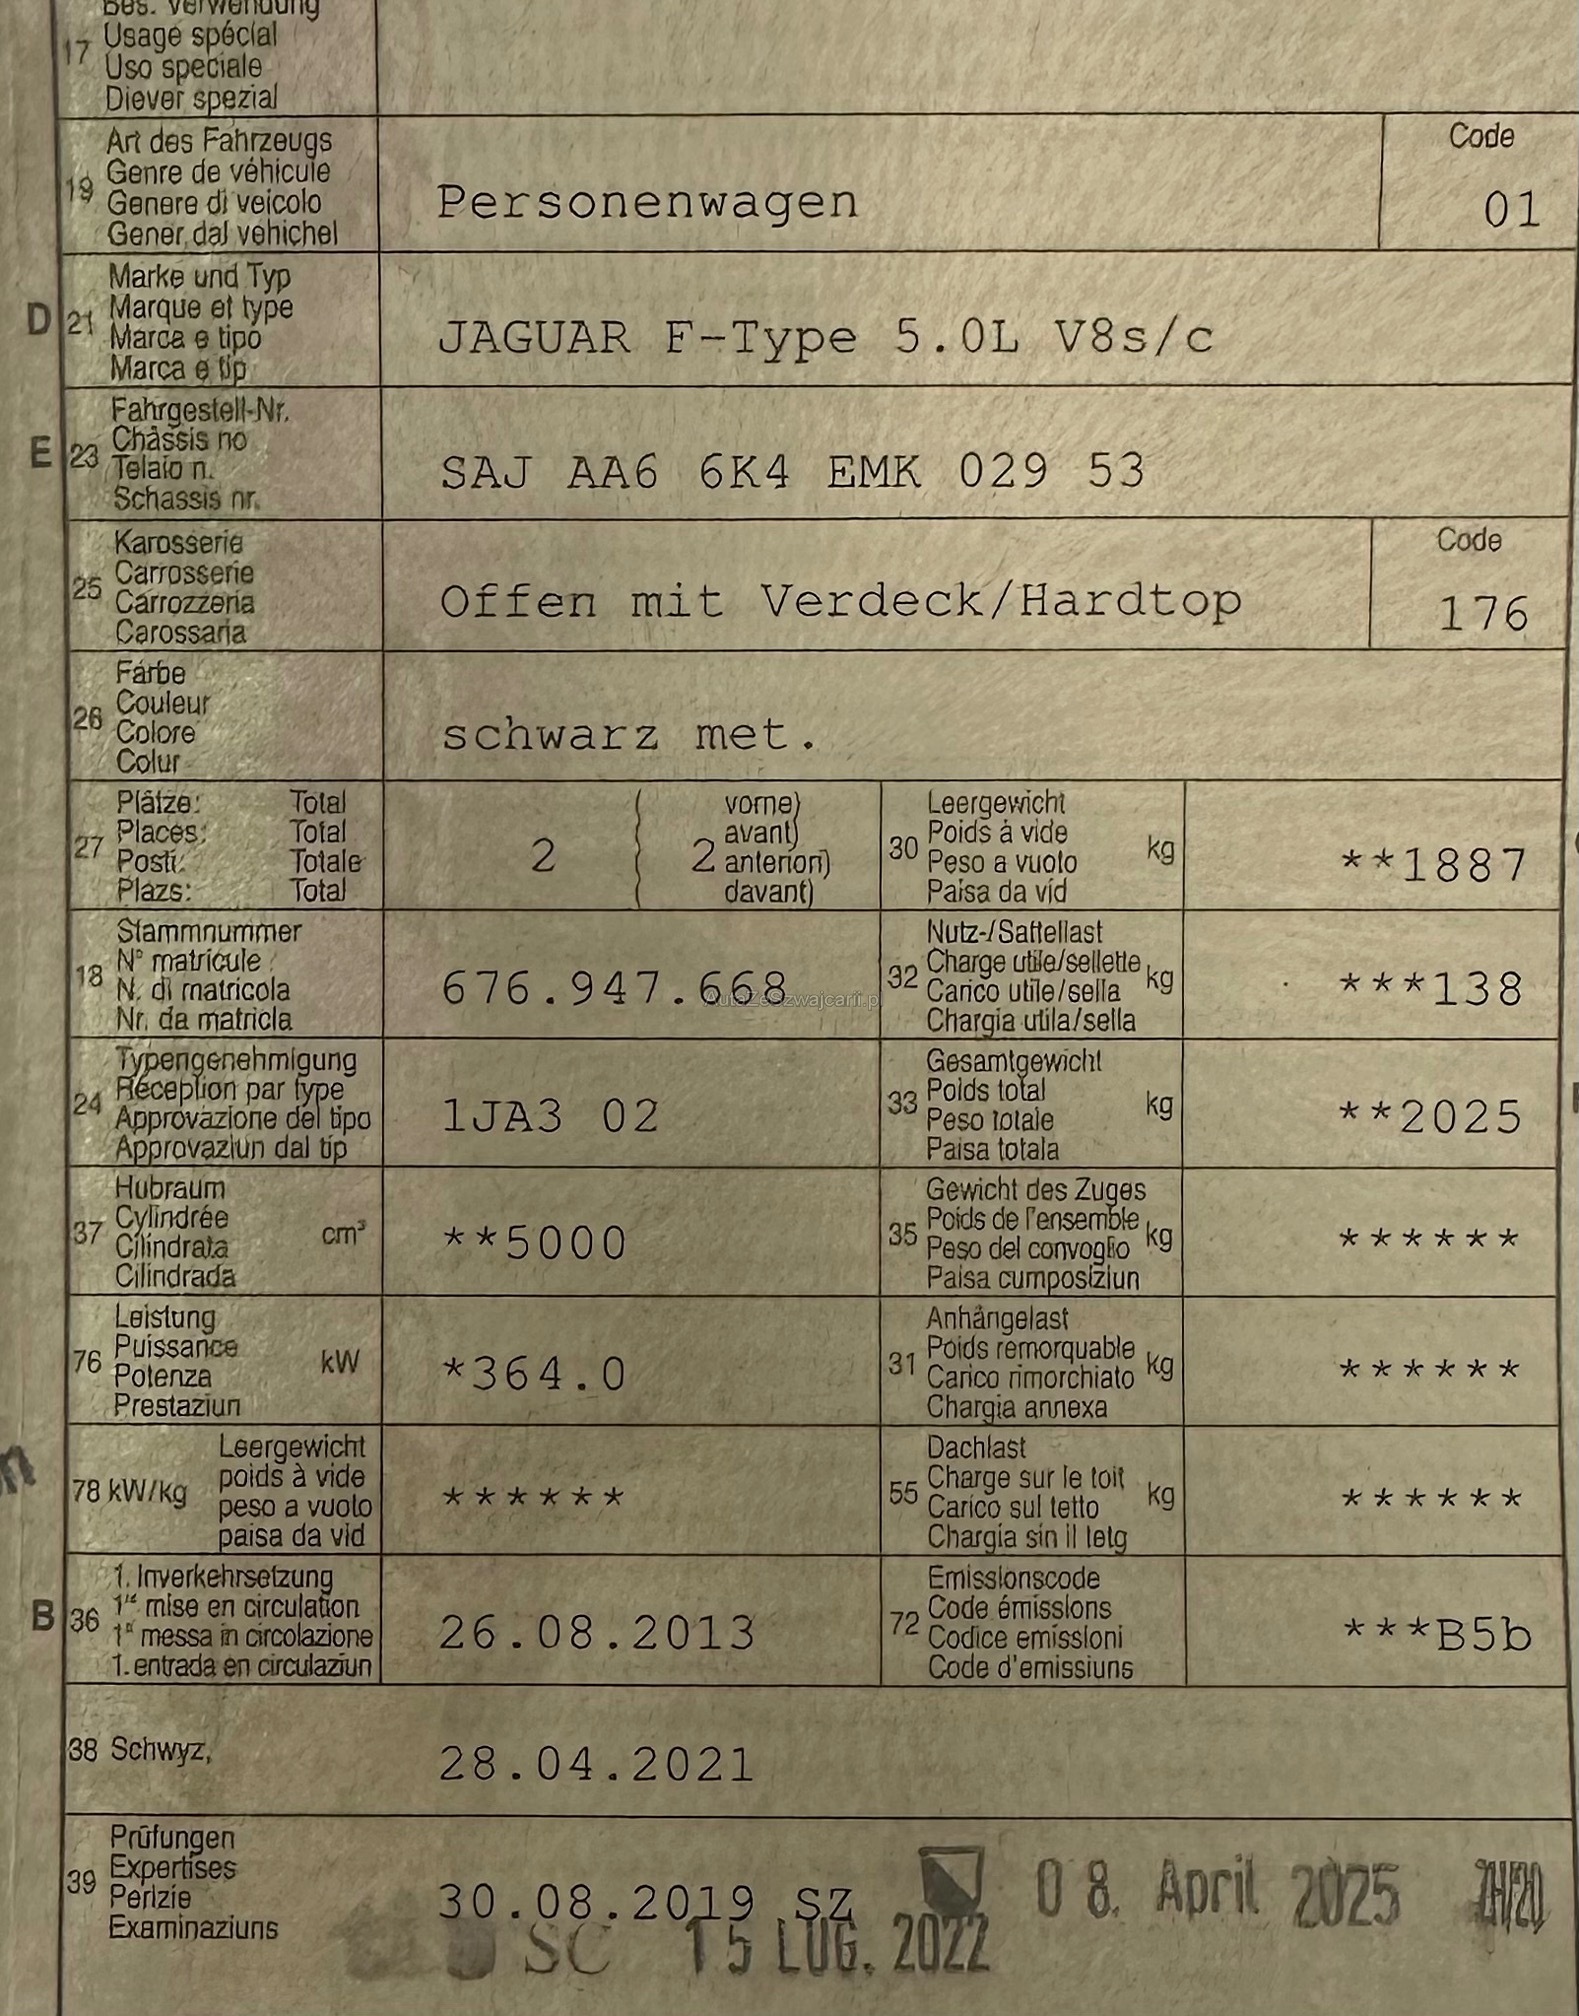 Bes. Verwendung
17 Usage spécial
Uso speciale
Diever spezial
Art des Fahrzeugs
19 Genre de véhicule
Genere di veicolo
Gener dal vehichel
Personenwagen
Code
01
D 21 Marke und Typ
Marque et type
Marca e tipo
Marca e tip
JAGUAR F-Type 5.0L V8s/c
E 23 Fahrgestell-Nr.
Châssis no
Telaio n.
Schassis nr.
SAJ AA6 6K4 EMK 029 53
25 Karosserie
Carrosserie
Carrozzeria
Carossaria
Offen mit Verdeck/Hardtop
Code
176
26 Farbe
Couleur
Colore
Colur
schwarz met.
27 Plätze: Total
Places: Total
Posti: Totale
Plazs: Total
2 ( 2 vorne)
( avant)
( anteriori)
( davant)
30 Leergewicht
Poids à vide kg
Peso a vuoto
Paisa da vid
**1887
18 Stammnummer
N° matricule
N. di matricola
Nr. da matricla
676.947.668
AutaZeSzwajcarii.pl
32 Nutz-/Sattellast
Charge utile/sellette kg
Carico utile/sella
Chargia utila/sella
***138
24 Typengenehmigung
Réception par type
Approvazione del tipo
Approvaziun dal tip
1JA3 02
33 Gesamtgewicht
Poids total kg
Peso totale
Paisa totala
**2025
37 Hubraum
Cylindrée cm³
Cilindrata
Cilindrada
**5000
35 Gewicht des Zuges
Poids de l'ensemble kg
Peso del convoglio
Paisa cumposiziun
******
76 Leistung
Puissance kW
Potenza
Prestaziun
*364.0
31 Anhängelast
Poids remorquable kg
Carico rimorchiato
Chargia annexa
******
78 kW/kg Leergewicht
poids à vide
peso a vuoto
paisa da vid
******
55 Dachlast
Charge sur le toit kg
Carico sul tetto
Chargia sin il tetg
******
B 36 1. Inverkehrsetzung
1re mise en circulation
1a messa in circolazione
1. entrada en circulaziun
26.08.2013
72 Emissionscode
Code émissions
Codice emissioni
Code d'emissiuns
***B5b
38 Schwyz,
28.04.2021
39 Prüfungen
Expertises
Perizie
Examinaziuns
30.08.2019 SZ
08. April 2025 ZH/20
SC 15 LUG. 2022